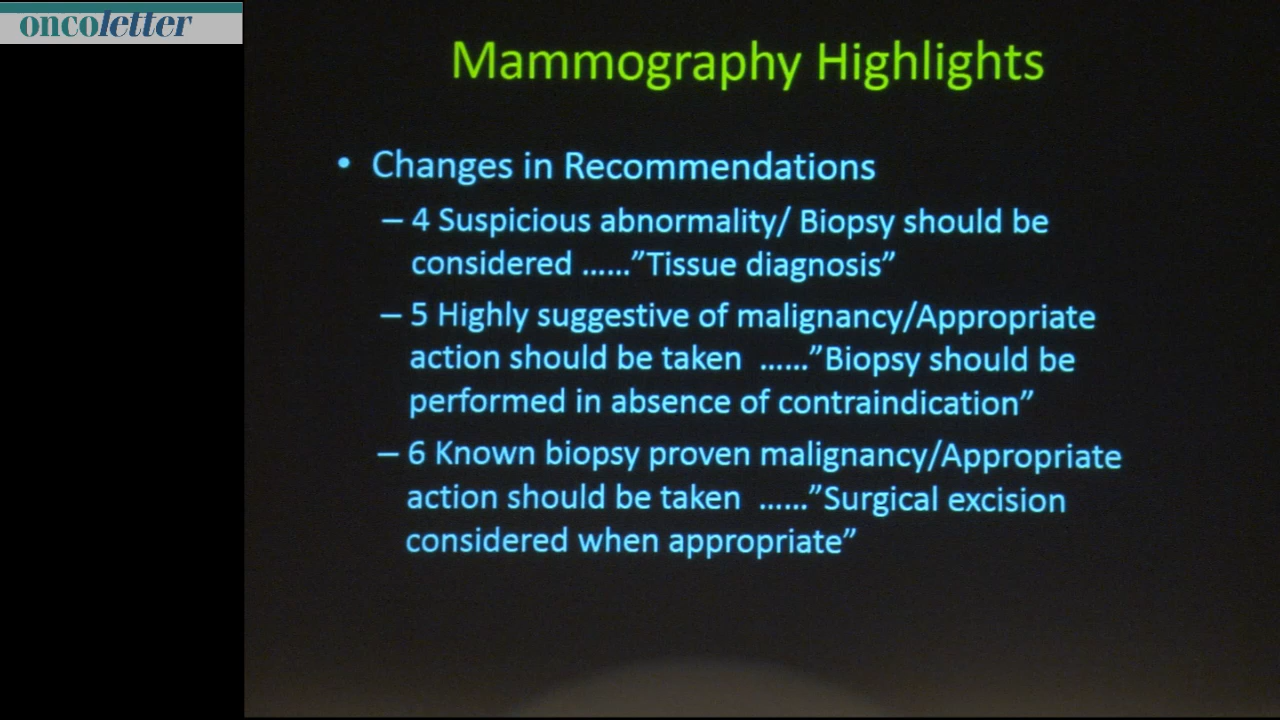 oncoletter
Mammography Highlights
• Changes in Recommendations
– 4 Suspicious abnormality/ Biopsy should be
considered ......”Tissue diagnosis”
– 5 Highly suggestive of malignancy/Appropriate
action should be taken ......”Biopsy should be
performed in absence of contraindication”
– 6 Known biopsy proven malignancy/Appropriate
action should be taken ......”Surgical excision
considered when appropriate”